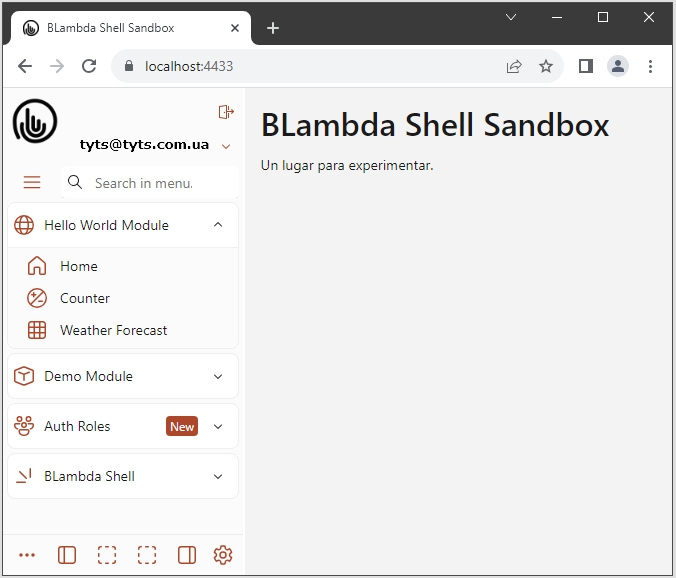 BLambda Shell Sandbox
localhost:4433
tyts@tyts.com.ua
Search in menu.
Hello World Module
Home
Counter
Weather Forecast
Demo Module
Auth Roles New
BLambda Shell
BLambda Shell Sandbox
Un lugar para experimentar.